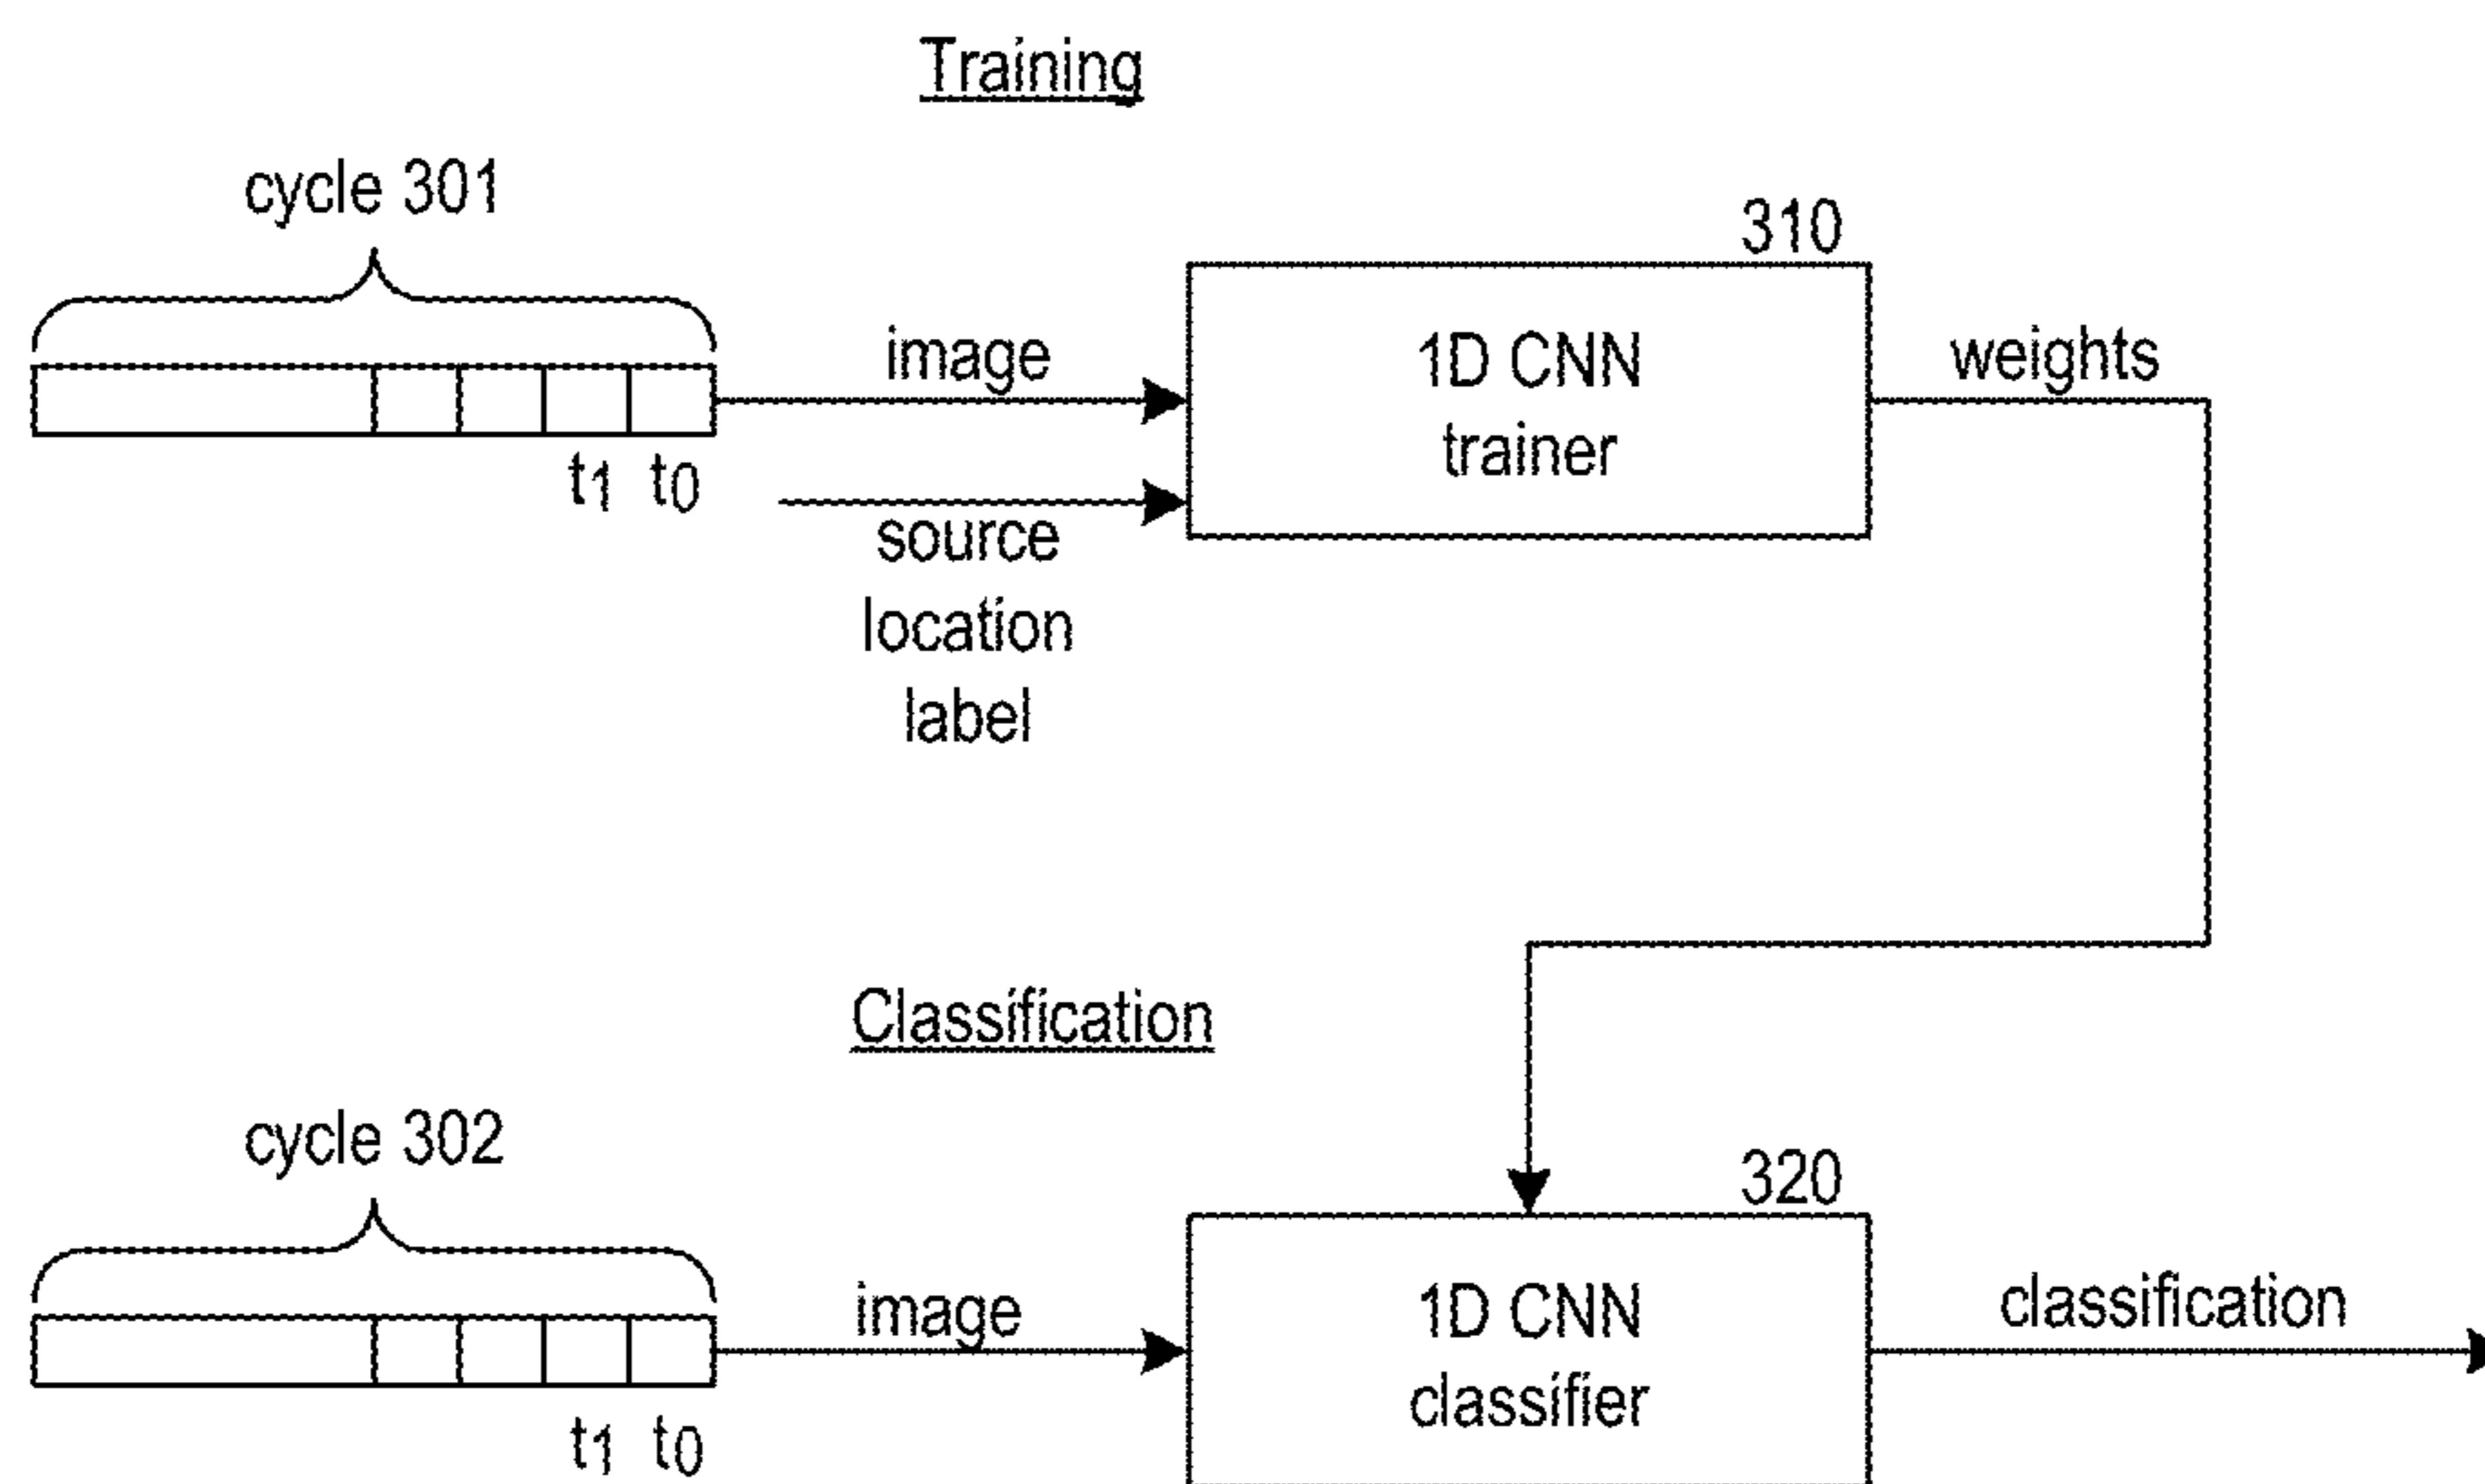 Training
cycle 301
310
image
1D CNN
trainer
weights
t1 t0
source
location
label
Classification
cycle 302
320
image
1D CNN
classifier
classification
t1 t0